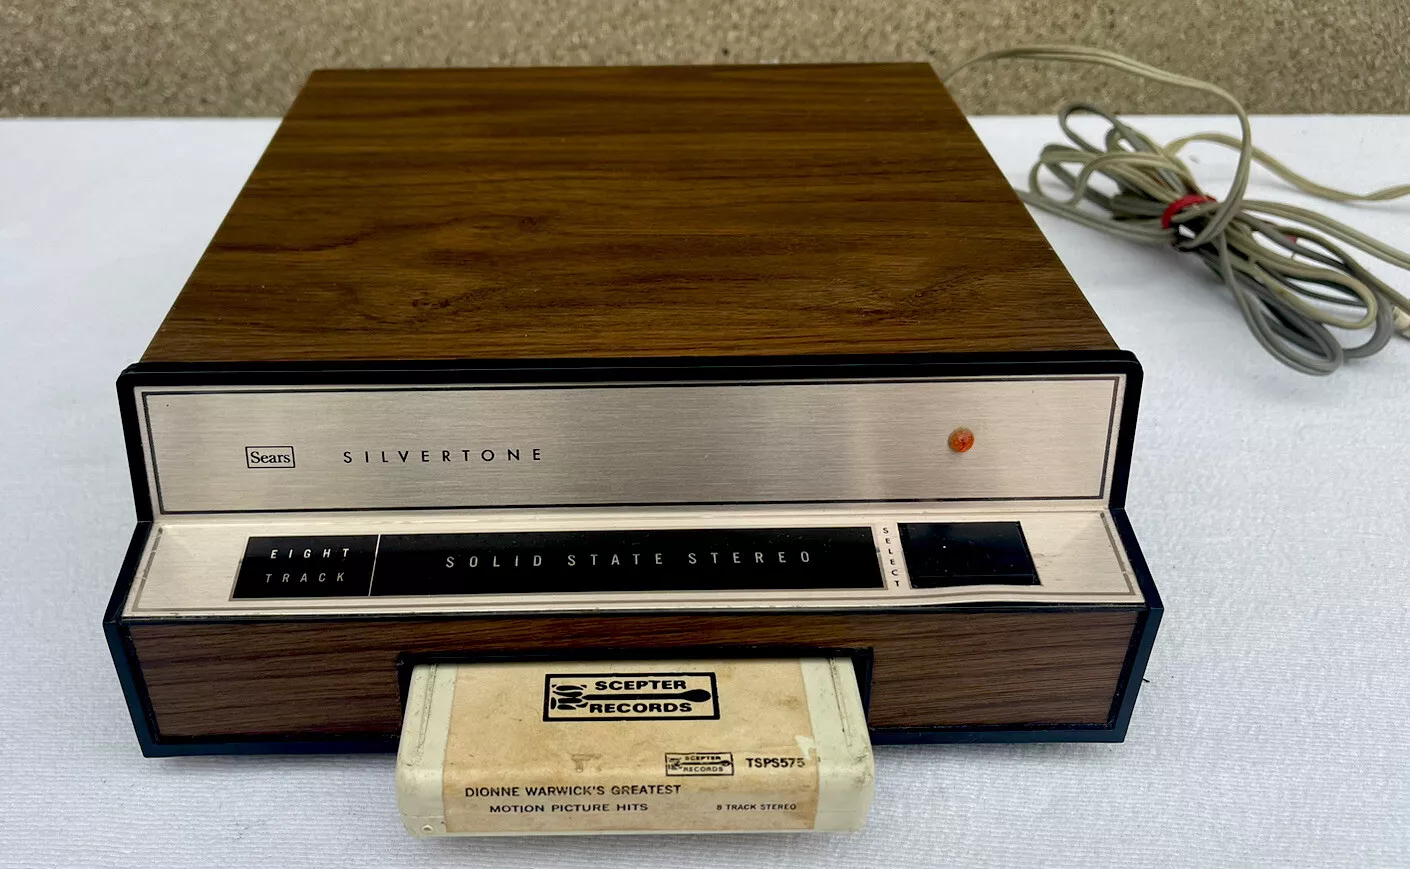 Sears
SILVERTONE
EIGHT
TRACK
SOLID STATE STEREO
SELECT
SCEPTER
RECORDS
SCEPTER
RECORDS
TSPS575
DIONNE WARWICK'S GREATEST
MOTION PICTURE HITS
8 TRACK STEREO